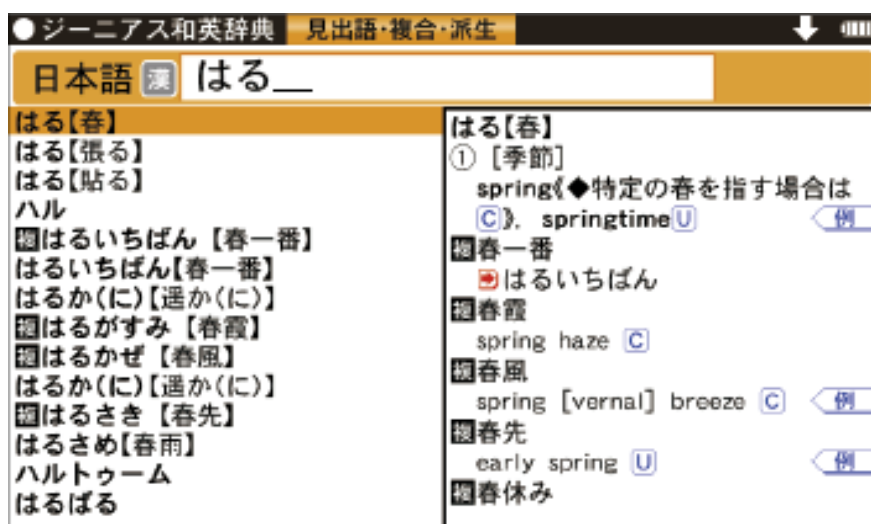 ●ジーニアス和英辞典 見出語・複合・派生
日本語 漢 はる__
はる【春】
はる【張る】
はる【貼る】
ハル
複はるいちばん【春一番】
はるいちばん【春一番】
はるか(に)【遥か(に)】
複はるがすみ【春霞】
複はるかぜ【春風】
はるか(に)【遥か(に)】
複はるさき【春先】
はるさめ【春雨】
ハルトゥーム
はるばる
はる【春】
① [季節]
spring《◆特定の春を指す場合は
C》, springtime U 例
複春一番
はるいちばん
複春霞
spring haze C
複春風
spring [vernal] breeze C 例
複春先
early spring U 例
複春休み